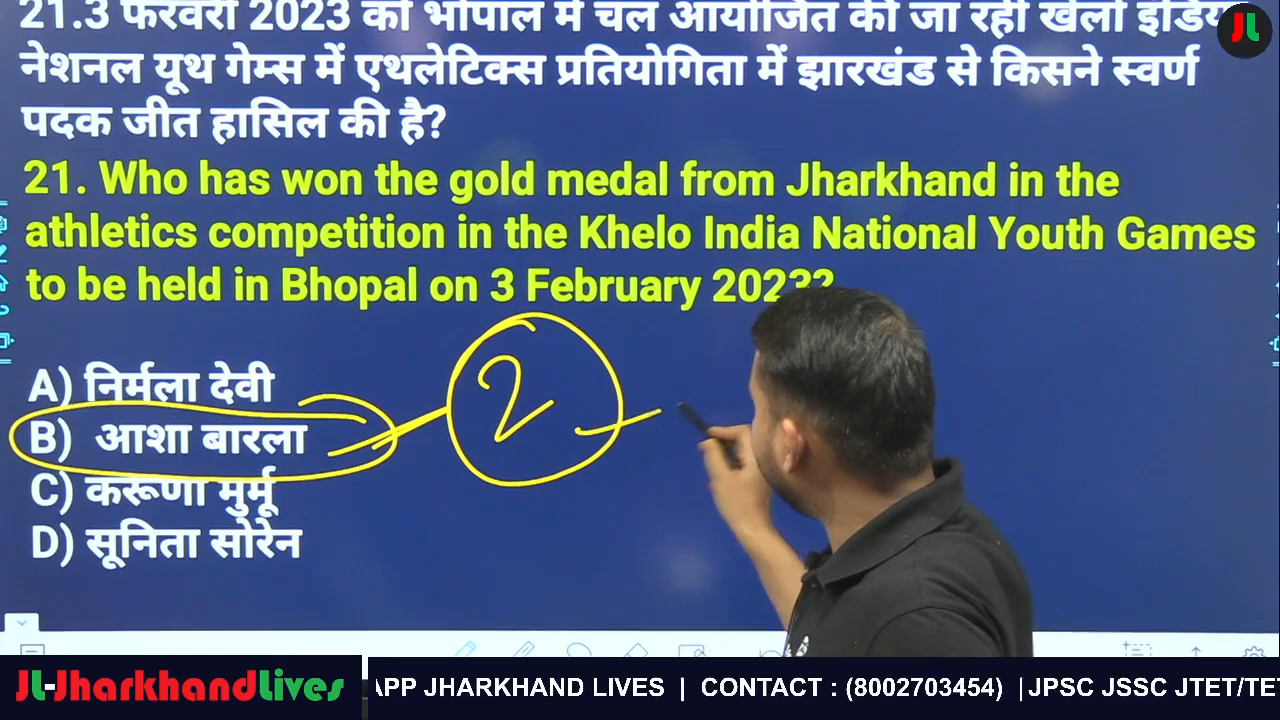 21.3 फरवरी 2023 को भोपाल में चल आयोजित की जा रही खेलो इंडिया
नेशनल यूथ गेम्स में एथलेटिक्स प्रतियोगिता में झारखंड से किसने स्वर्ण
पदक जीत हासिल की है?
21. Who has won the gold medal from Jharkhand in the
athletics competition in the Khelo India National Youth Games
to be held in Bhopal on 3 February 2023?
A) निर्मला देवी
B) आशा बारला
2
C) करूणा मुर्मू
D) सूनिता सोरेन
JL
JL-JharkhandLives
APP JHARKHAND LIVES | CONTACT : (8002703454) | JPSC JSSC JTET/TET